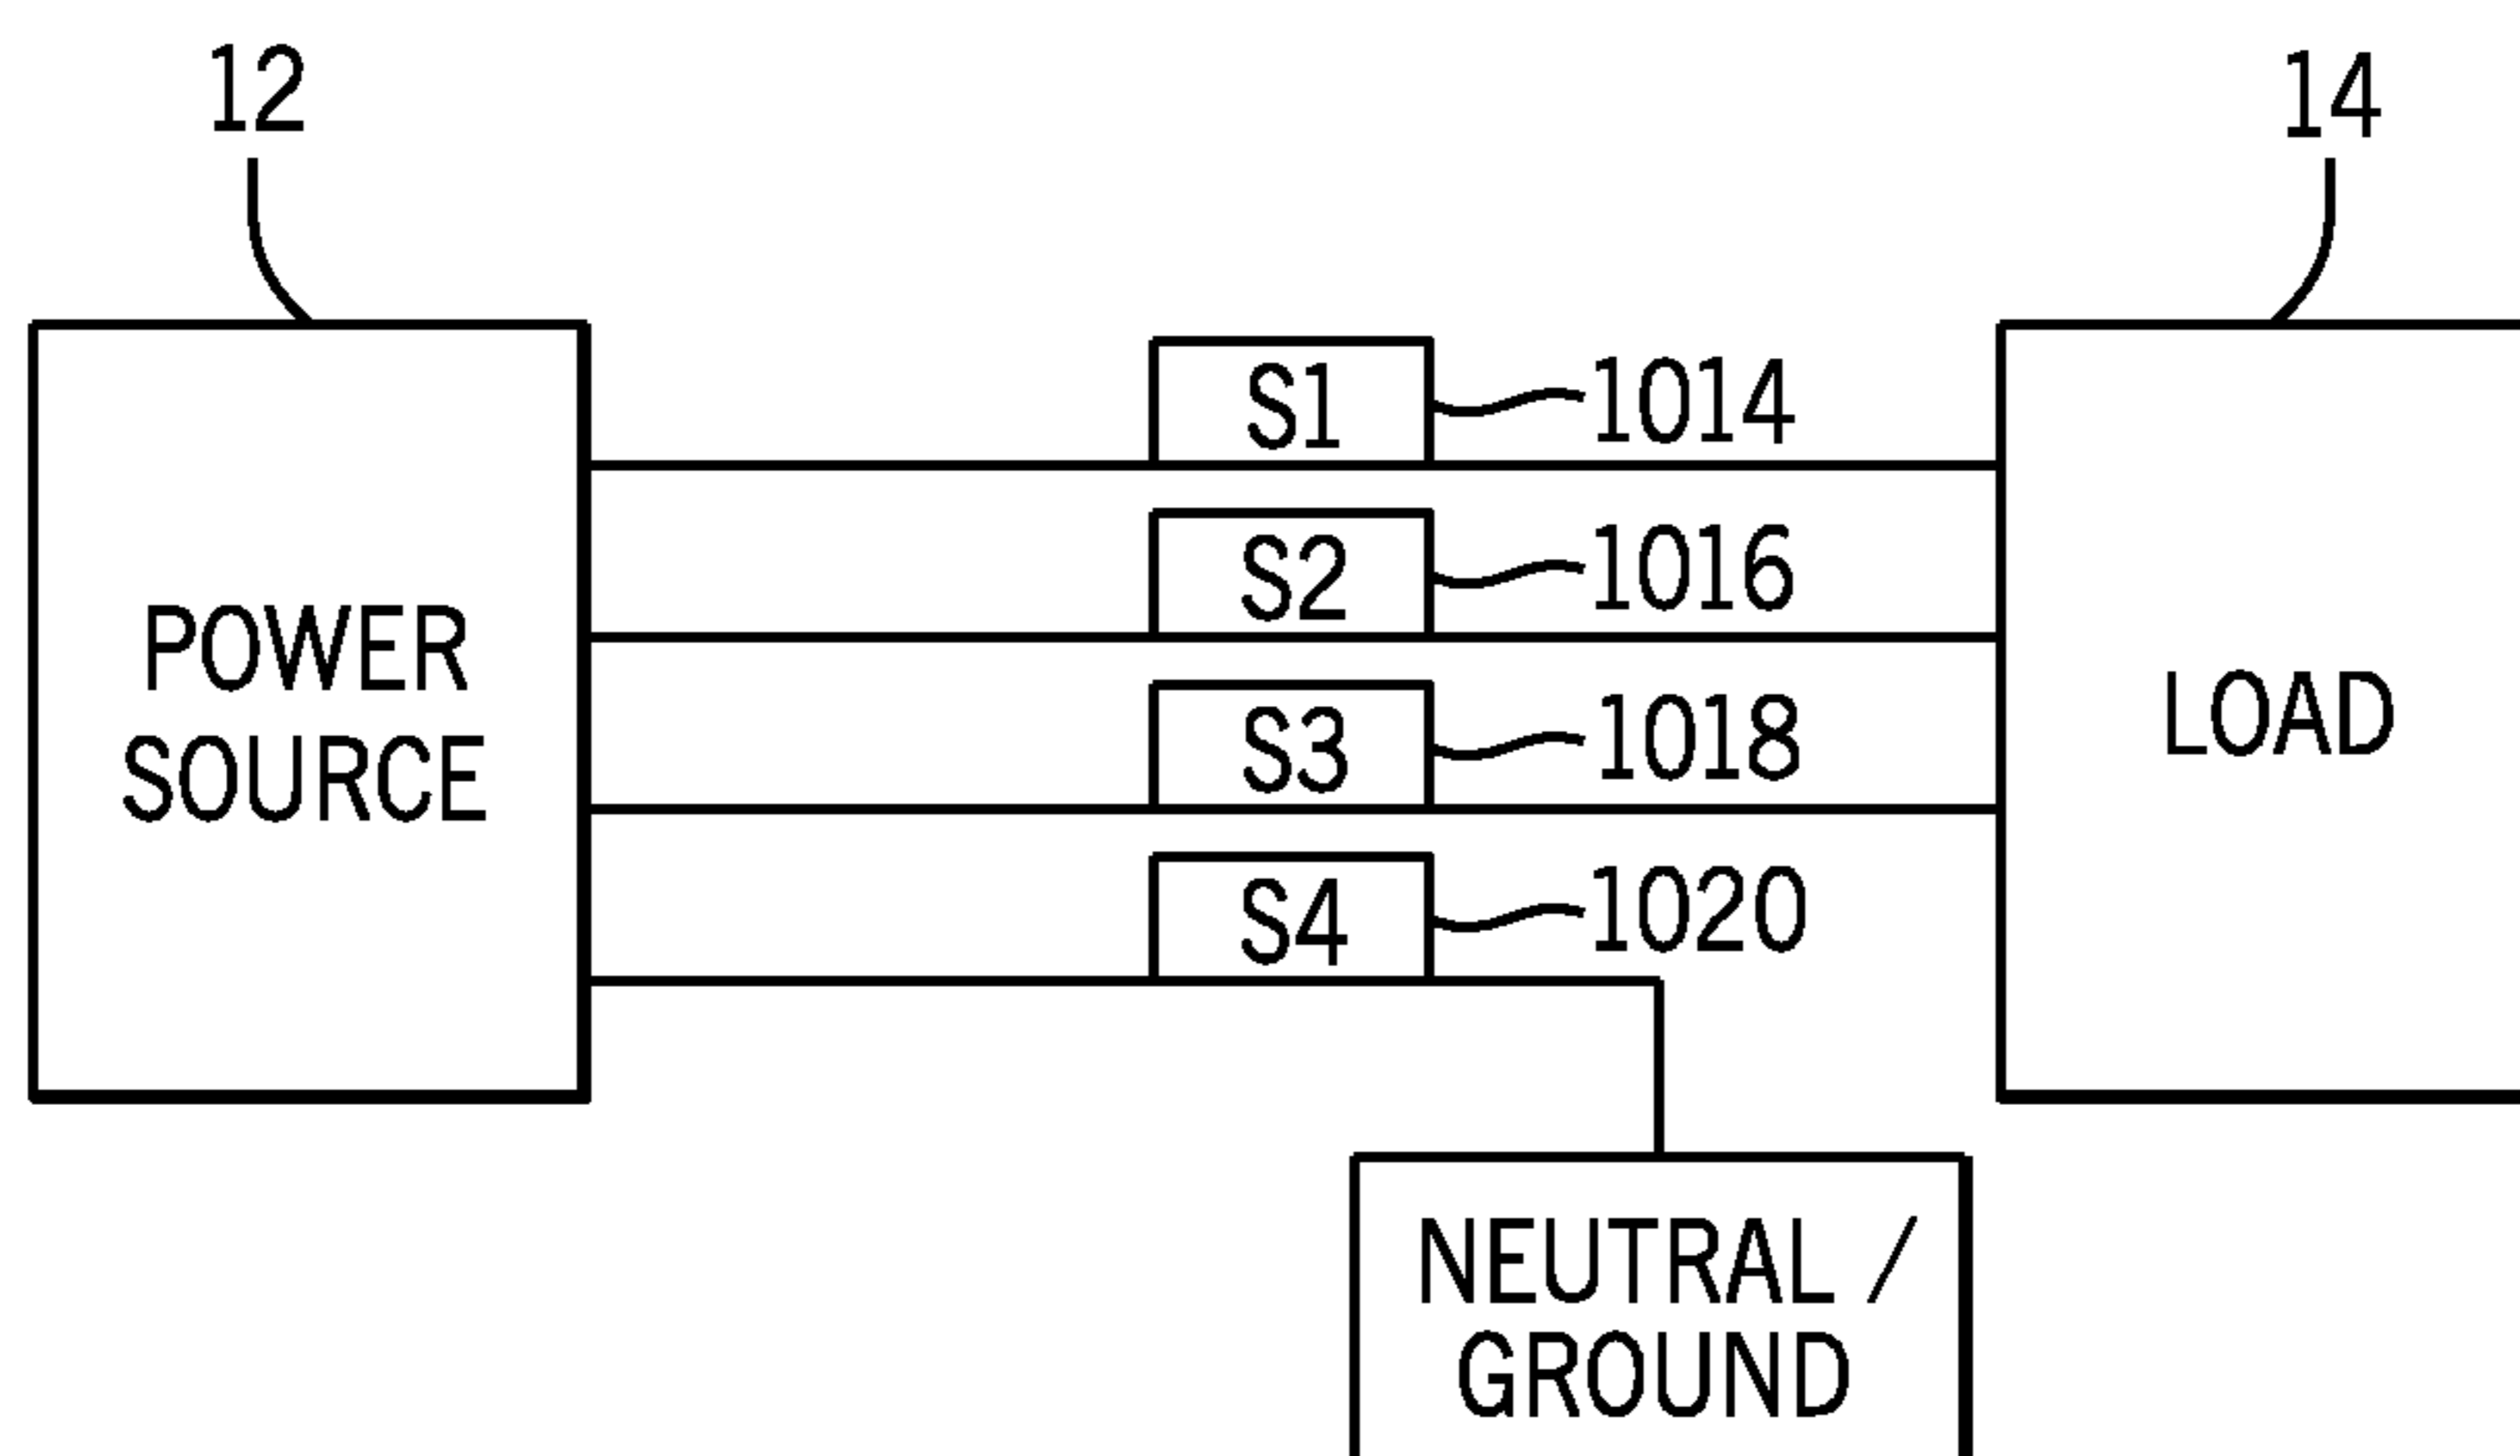 12
14
S1
1014
S2
1016
POWER
SOURCE
S3
1018
LOAD
S4
1020
NEUTRAL /
GROUND